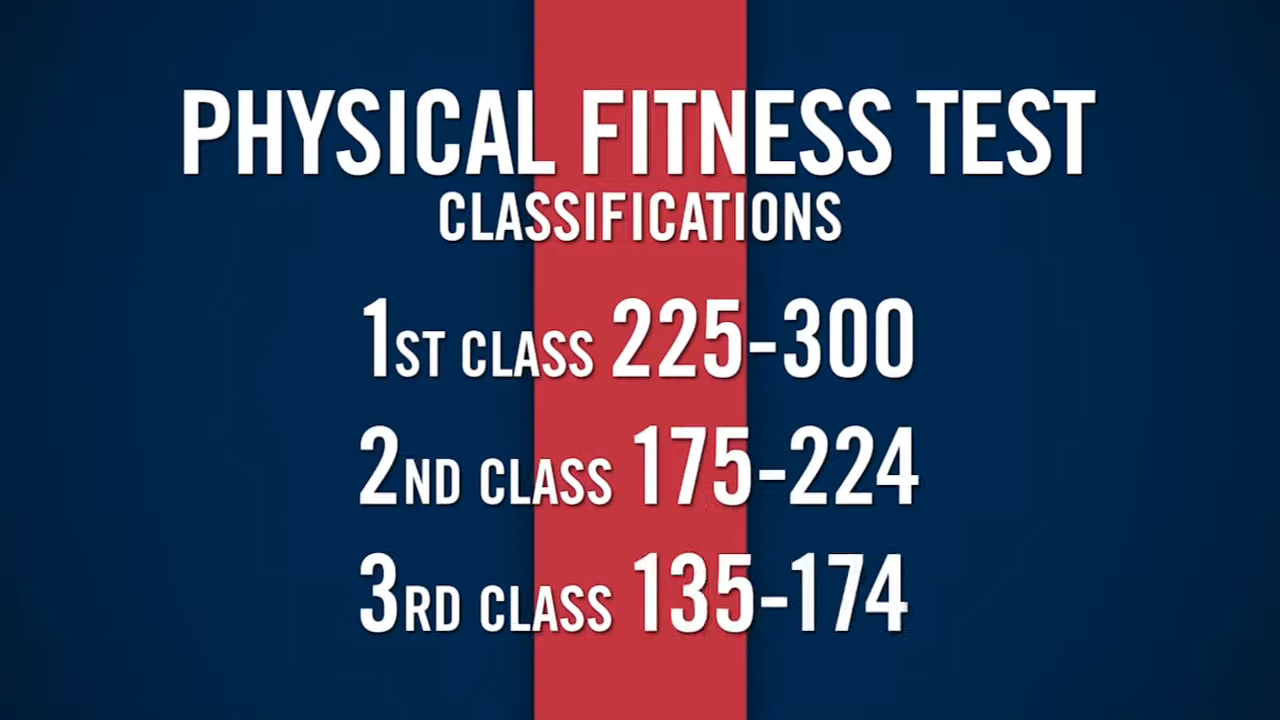 PHYSICAL FITNESS TEST
CLASSIFICATIONS
1ST CLASS 225-300
2ND CLASS 175-224
3RD CLASS 135-174